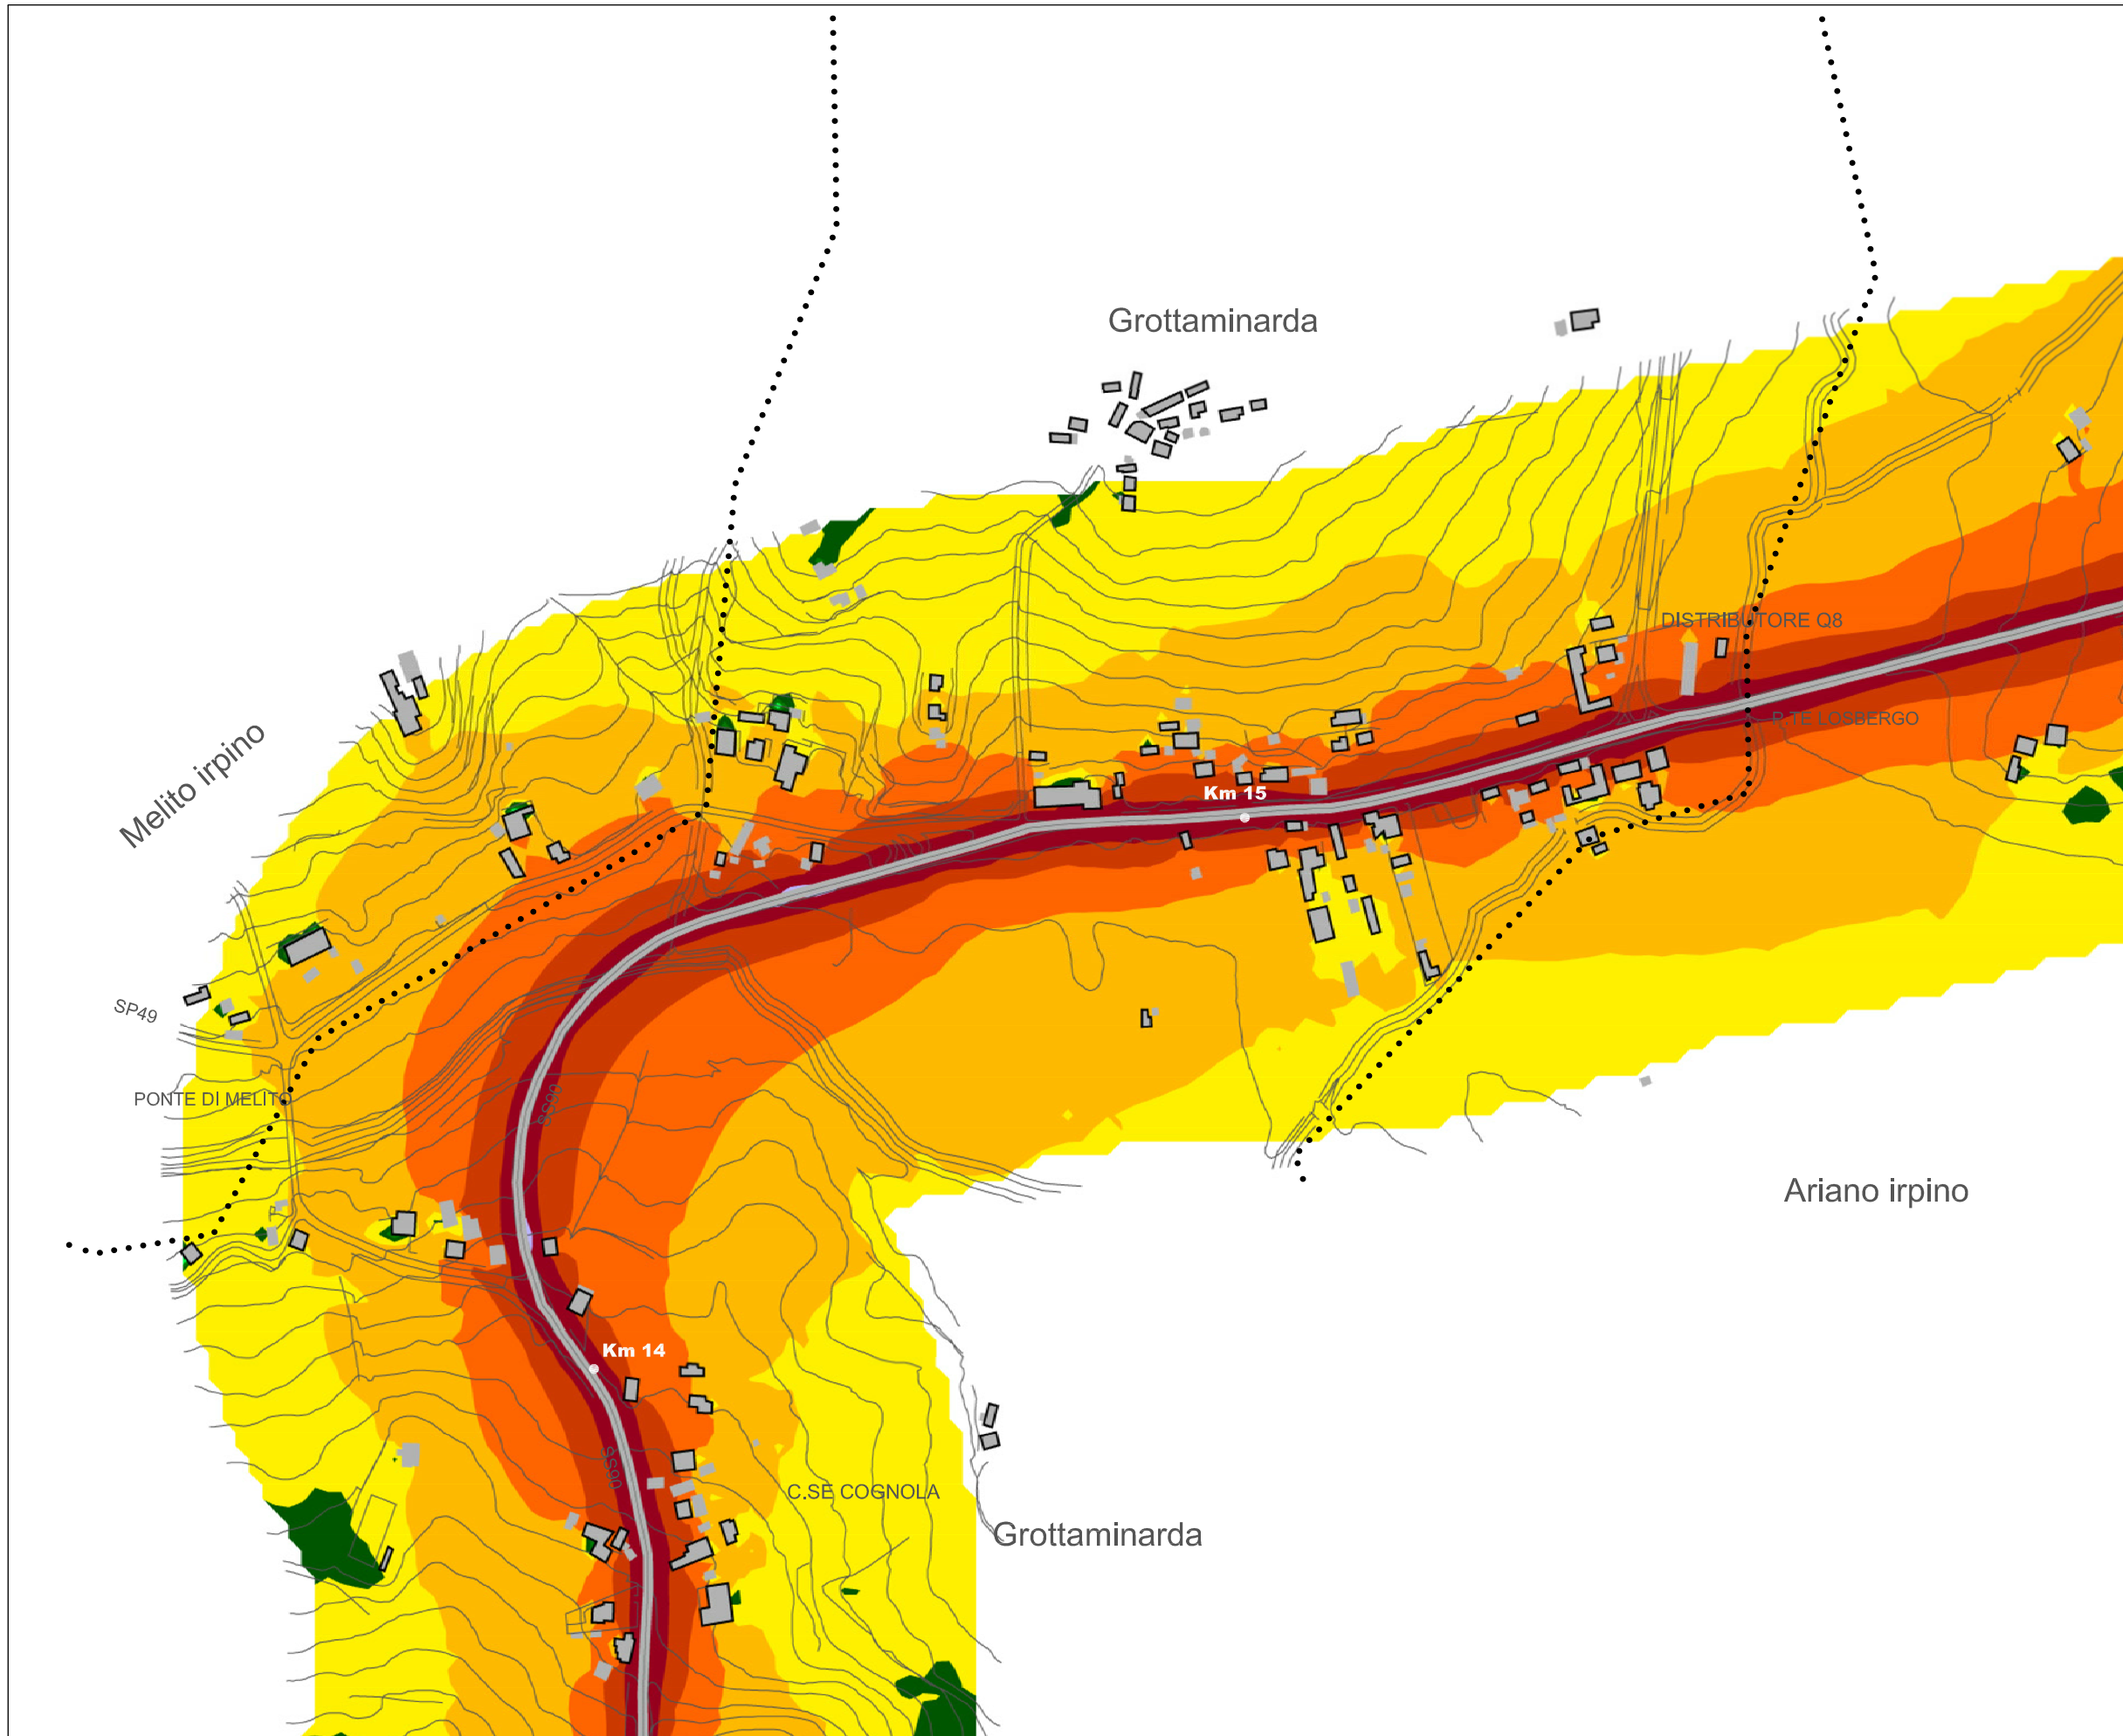 Grottaminarda
DISTRIBUTORE Q8
P.TE LOSBERGO
Melito irpino
Km 15
SP49
PONTE DI MELITO
SS90
Ariano irpino
Km 14
SS90
C.SE COGNOLA
Grottaminarda